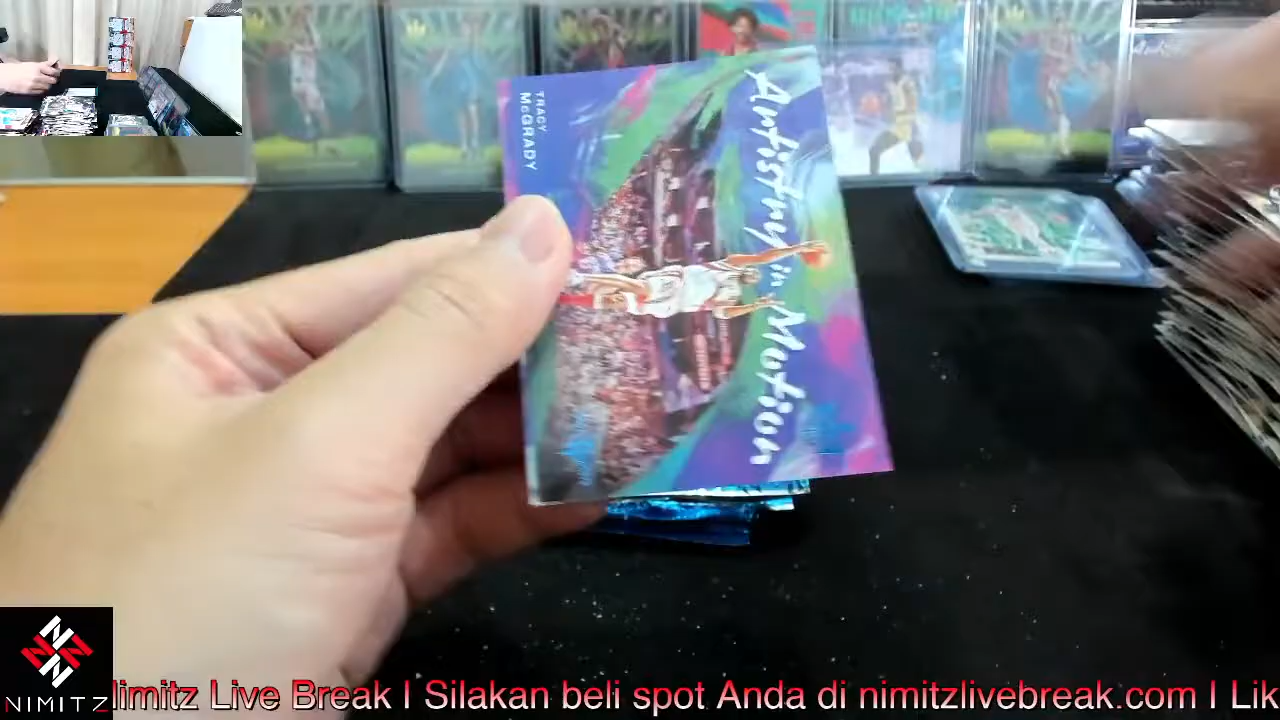 TRACY
McGRADY
Artistry in Motion
NIMITZ
limitz Live Break I Silakan beli spot Anda di nimitzlivebreak.com I Lik